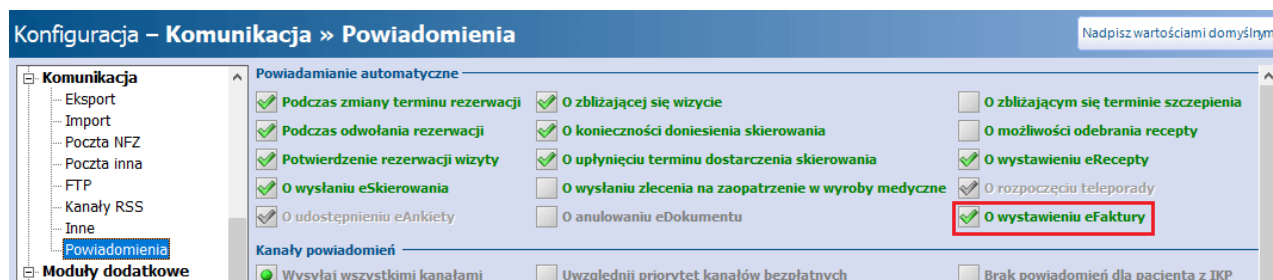 Konfiguracja – Komunikacja » Powiadomienia
Nadpisz wartościami domyślnym
Komunikacja
Eksport
Import
Poczta NFZ
Poczta inna
FTP
Kanały RSS
Inne
Powiadomienia
Moduły dodatkowe
Powiadamianie automatyczne
Podczas zmiany terminu rezerwacji
O zbliżającej się wizycie
O zbliżającym się terminie szczepienia
Podczas odwołania rezerwacji
O konieczności doniesienia skierowania
O możliwości odebrania recepty
Potwierdzenie rezerwacji wizyty
O upłynięciu terminu dostarczenia skierowania
O wystawieniu eRecepty
O wysłaniu eSkierowania
O wysłaniu zlecenia na zaopatrzenie w wyroby medyczne
O rozpoczęciu teleporady
O udostępnieniu eAnkiety
O anulowaniu eDokumentu
O wystawieniu eFaktury
Kanały powiadomień
Wysyłaj wszystkimi kanałami
Uwzględnij priorytet kanałów bezpłatnych
Brak powiadomień dla pacjenta z IKP